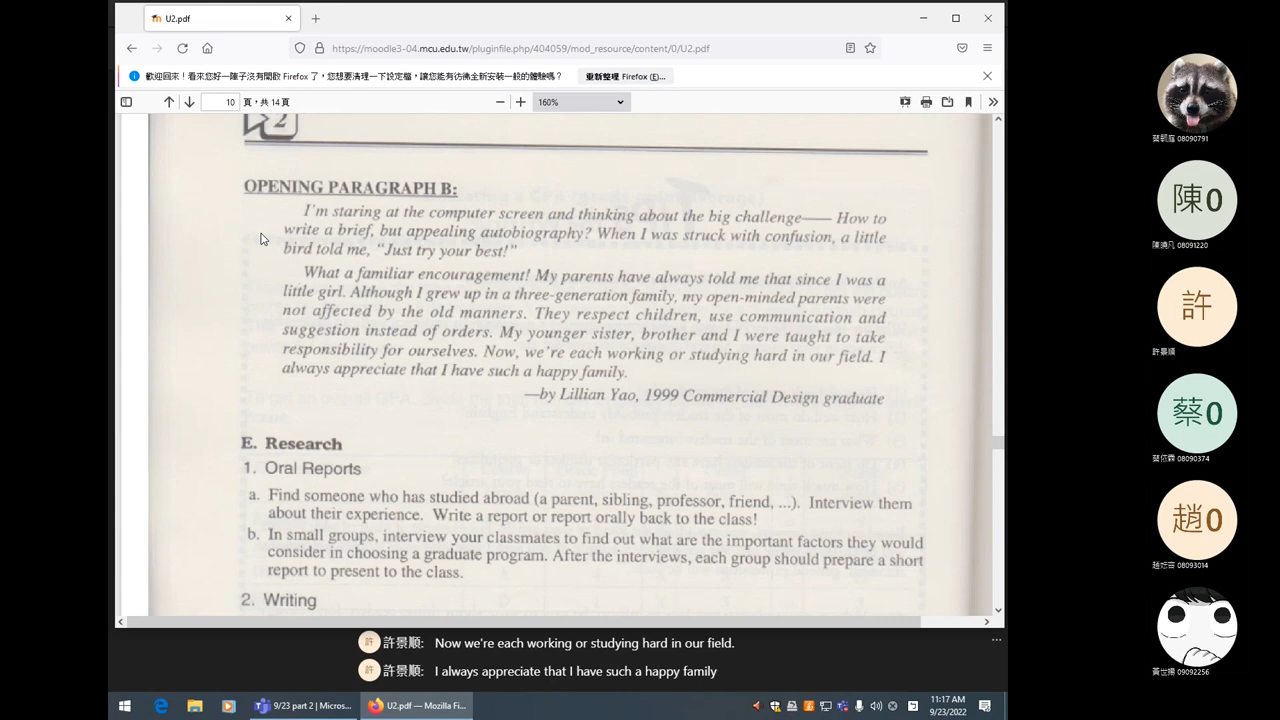 U2.pdf
https://moodle3-04.mcu.edu.tw/pluginfile.php/404059/mod_resource/content/0/U2.pdf
歡迎回來！看來您好一陣子沒有開啟 Firefox 了，您想要清理一下設定檔，讓您能有彷彿全新安裝一般的體驗嗎？ 重新整理 Firefox (E)...
10 頁，共 14 頁 160%
2
OPENING PARAGRAPH B:
I'm staring at the computer screen and thinking about the big challenge—— How to
write a brief, but appealing autobiography? When I was struck with confusion, a little
bird told me, "Just try your best!"
What a familiar encouragement! My parents have always told me that since I was a
little girl. Although I grew up in a three-generation family, my open-minded parents were
not affected by the old manners. They respect children, use communication and
suggestion instead of orders. My younger sister, brother and I were taught to take
responsibility for ourselves. Now, we're each working or studying hard in our field. I
always appreciate that I have such a happy family.
—by Lillian Yao, 1999 Commercial Design graduate
E. Research
1. Oral Reports
a. Find someone who has studied abroad (a parent, sibling, professor, friend, ...). Interview them
about their experience. Write a report or report orally back to the class!
b. In small groups, interview your classmates to find out what are the important factors they would
consider in choosing a graduate program. After the interviews, each group should prepare a short
report to present to the class.
2. Writing
許 許景順: Now we're each working or studying hard in our field.
許 許景順: I always appreciate that I have such a happy family
9/23 part 2 | Micros...
U2.pdf — Mozilla Fi...
11:17 AM
9/23/2022
08090791
陳0
08091220
許
許景順
蔡0
08090374
趙0
08093014
黃世揚 09092256